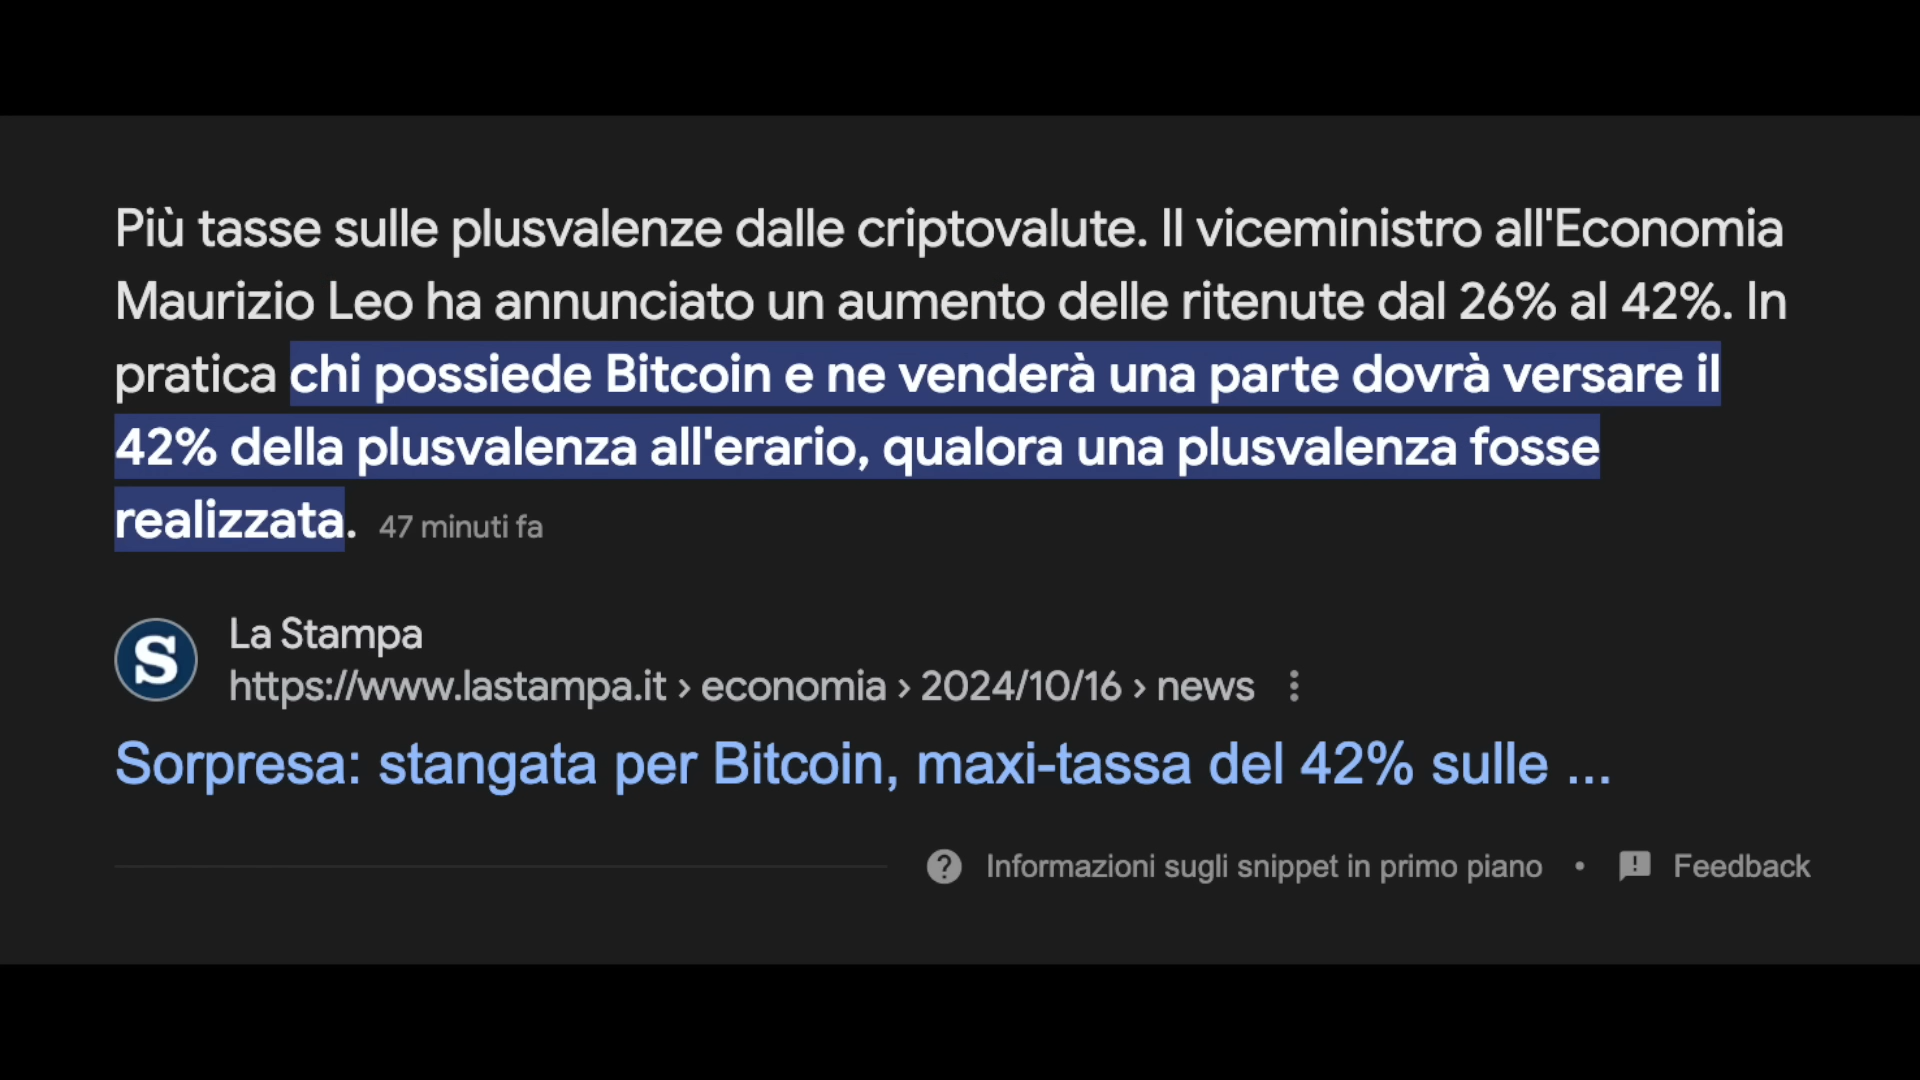 Più tasse sulle plusvalenze dalle criptovalute. Il viceministro all'Economia
Maurizio Leo ha annunciato un aumento delle ritenute dal 26% al 42%. In
pratica chi possiede Bitcoin e ne venderà una parte dovrà versare il
42% della plusvalenza all'erario, qualora una plusvalenza fosse
realizzata. 47 minuti fa
S
La Stampa
https://www.lastampa.it › economia › 2024/10/16 › news
Sorpresa: stangata per Bitcoin, maxi-tassa del 42% sulle ...
Informazioni sugli snippet in primo piano • Feedback